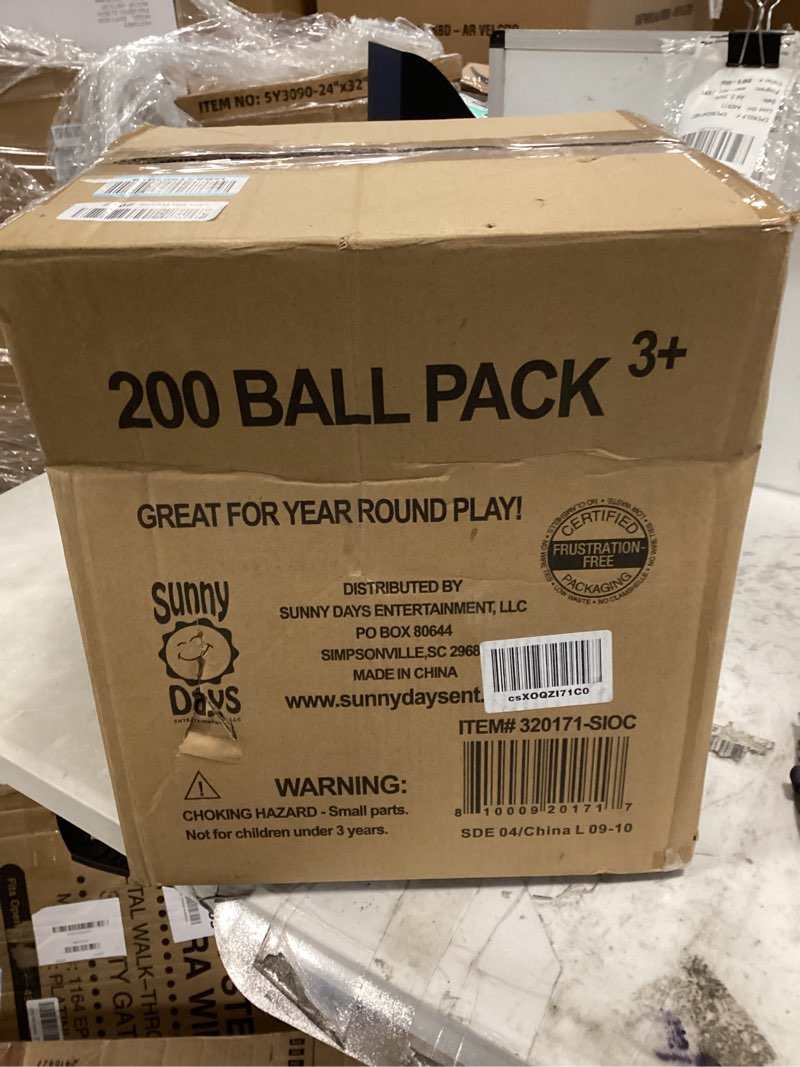 ITEM NO: 5Y3090-24"x32"
200 BALL PACK 3+
GREAT FOR YEAR ROUND PLAY!
CERTIFIED
FRUSTRATION-
FREE
PACKAGING
Sunny
Days
ENTERTAINMENT, LLC
DISTRIBUTED BY
SUNNY DAYS ENTERTAINMENT, LLC
PO BOX 80644
SIMPSONVILLE,SC 2968
MADE IN CHINA
www.sunnydaysent.
csXOQZI71C0
ITEM# 320171-SIOC
8 10009 20171 7
SDE 04/China L 09-10
WARNING:
CHOKING HAZARD - Small parts.
Not for children under 3 years.